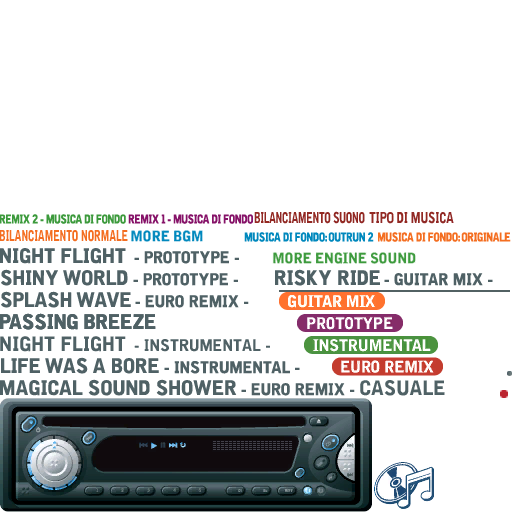 REMIX 2 - MUSICA DI FONDO REMIX 1 - MUSICA DI FONDO BILANCIAMENTO SUONO TIPO DI MUSICA
BILANCIAMENTO NORMALE MORE BGM MUSICA DI FONDO: OUTRUN 2 MUSICA DI FONDO: ORIGINALE
NIGHT FLIGHT - PROTOTYPE - MORE ENGINE SOUND
SHINY WORLD - PROTOTYPE - RISKY RIDE - GUITAR MIX -
SPLASH WAVE - EURO REMIX - GUITAR MIX
PASSING BREEZE PROTOTYPE
NIGHT FLIGHT - INSTRUMENTAL - INSTRUMENTAL
LIFE WAS A BORE - INSTRUMENTAL - EURO REMIX
MAGICAL SOUND SHOWER - EURO REMIX - CASUALE